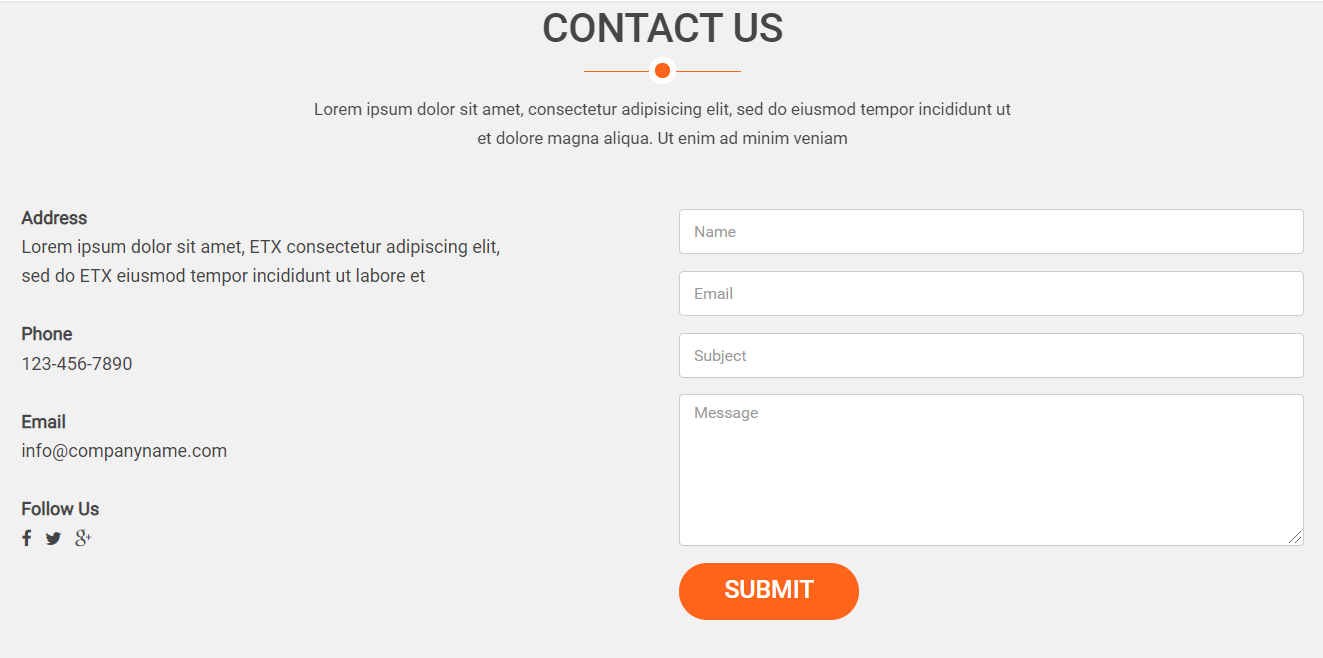 CONTACT US
Lorem ipsum dolor sit amet, consectetur adipisicing elit, sed do eiusmod tempor incididunt ut
et dolore magna aliqua. Ut enim ad minim veniam
Address
Lorem ipsum dolor sit amet, ETX consectetur adipiscing elit,
sed do ETX eiusmod tempor incididunt ut labore et
Phone
123-456-7890
Email
info@companyname.com
Follow Us
Name
Email
Subject
Message
SUBMIT